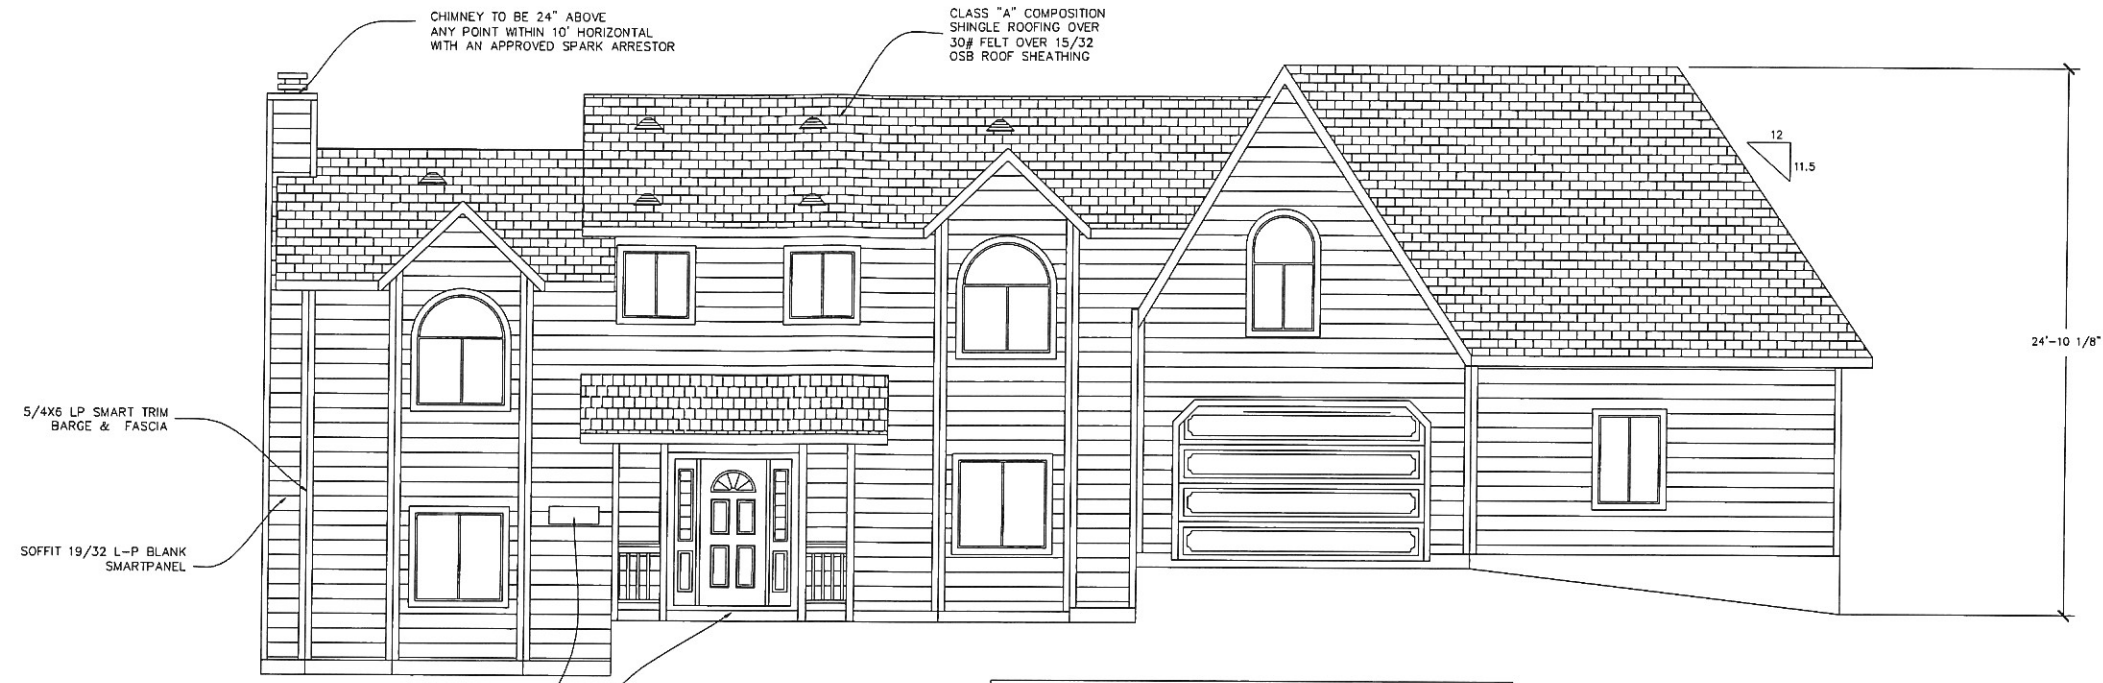 CHIMNEY TO BE 24" ABOVE
ANY POINT WITHIN 10' HORIZONTAL
WITH AN APPROVED SPARK ARRESTOR
CLASS "A" COMPOSITION
SHINGLE ROOFING OVER
30# FELT OVER 15/32
OSB ROOF SHEATHING
12
11.5
24'-10 1/8"
5/4X6 LP SMART TRIM
BARGE & FASCIA
SOFFIT 19/32 L-P BLANK
SMARTPANEL